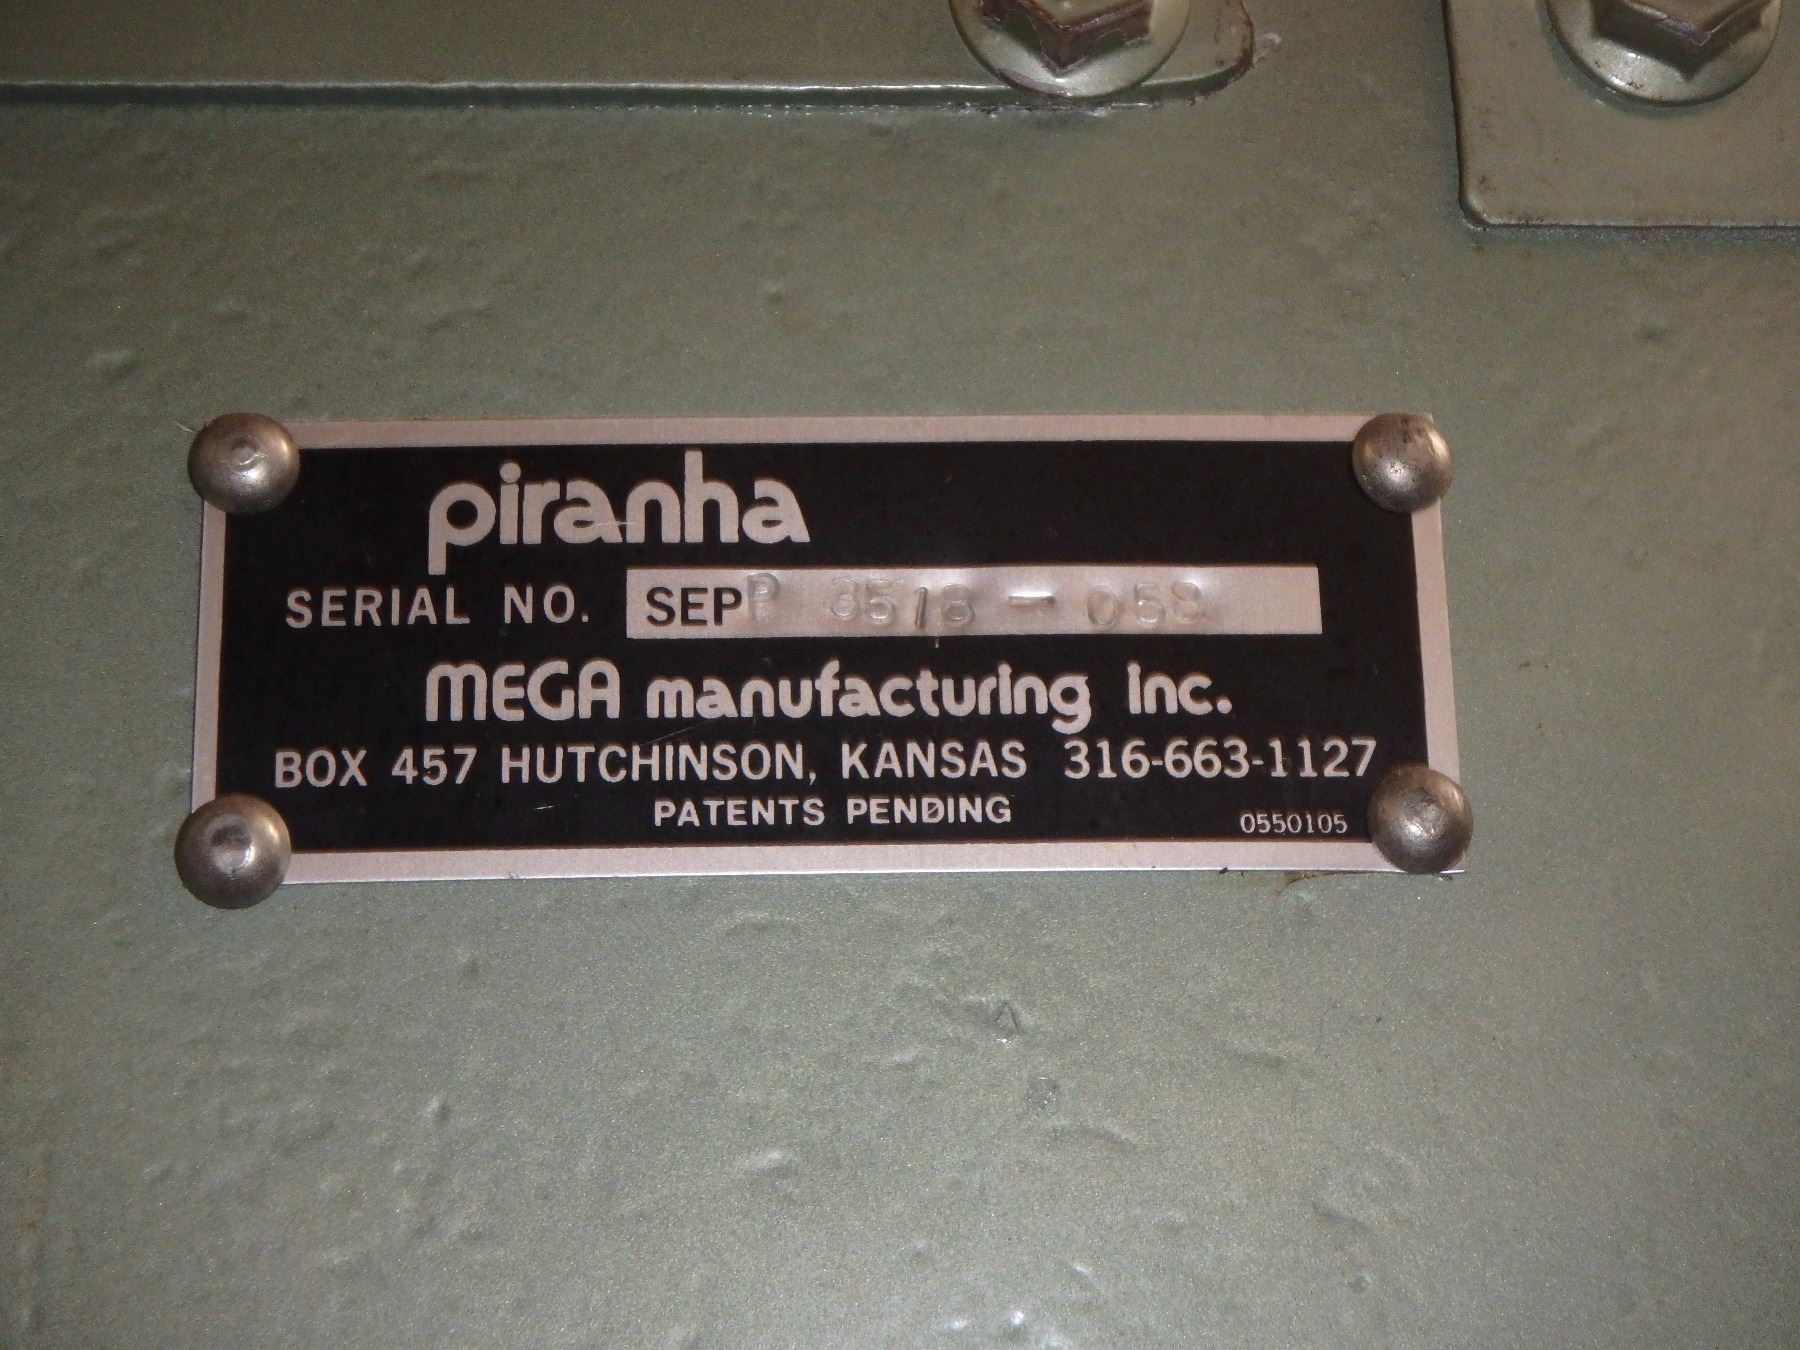 piranha
SERIAL NO. SEPP 3518-058
MEGA manufacturing inc.
BOX 457 HUTCHINSON, KANSAS 316-663-1127
PATENTS PENDING 0550105